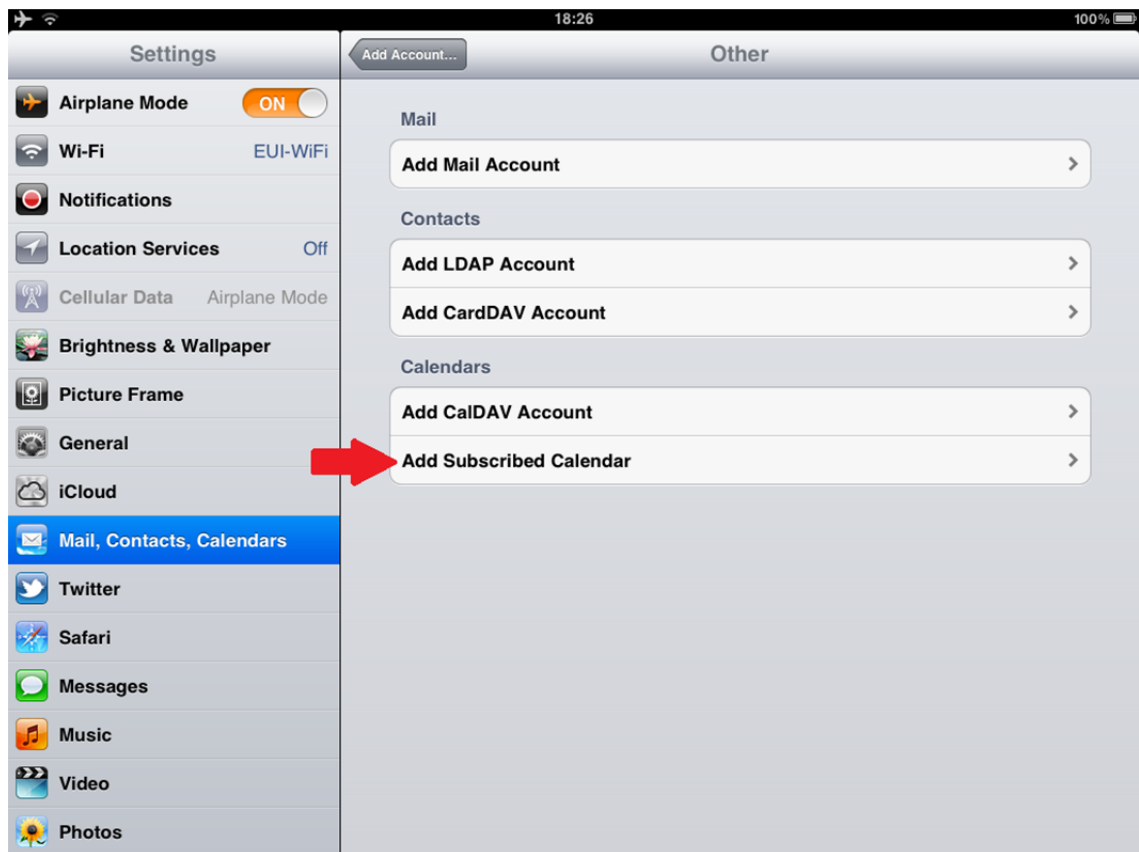 18:26
100%
Settings
Airplane Mode ON
Wi-Fi EUI-WiFi
Notifications
Location Services Off
Cellular Data Airplane Mode
Brightness & Wallpaper
Picture Frame
General
iCloud
Mail, Contacts, Calendars
Twitter
Safari
Messages
Music
Video
Photos
Add Account...
Other
Mail
Add Mail Account
Contacts
Add LDAP Account
Add CardDAV Account
Calendars
Add CalDAV Account
Add Subscribed Calendar